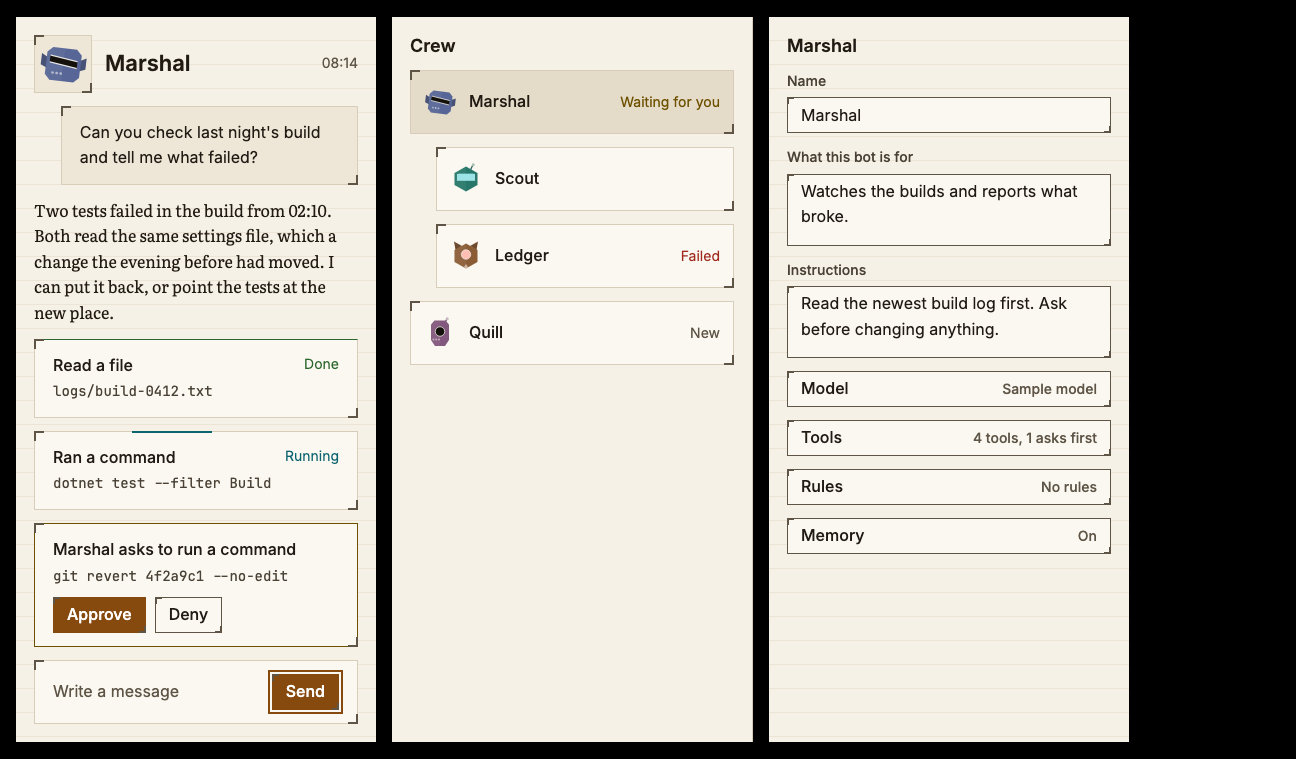 Marshal
08:14
Can you check last night's build
and tell me what failed?
Two tests failed in the build from 02:10.
Both read the same settings file, which a
change the evening before had moved. I
can put it back, or point the tests at the
new place.
Read a file
Done
logs/build-0412.txt
Ran a command
Running
dotnet test --filter Build
Marshal asks to run a command
git revert 4f2a9c1 --no-edit
Approve
Deny
Write a message
Send
Crew
Marshal
Waiting for you
Scout
Ledger
Failed
Quill
New
Marshal
Name
Marshal
What this bot is for
Watches the builds and reports what
broke.
Instructions
Read the newest build log first. Ask
before changing anything.
Model
Sample model
Tools
4 tools, 1 asks first
Rules
No rules
Memory
On